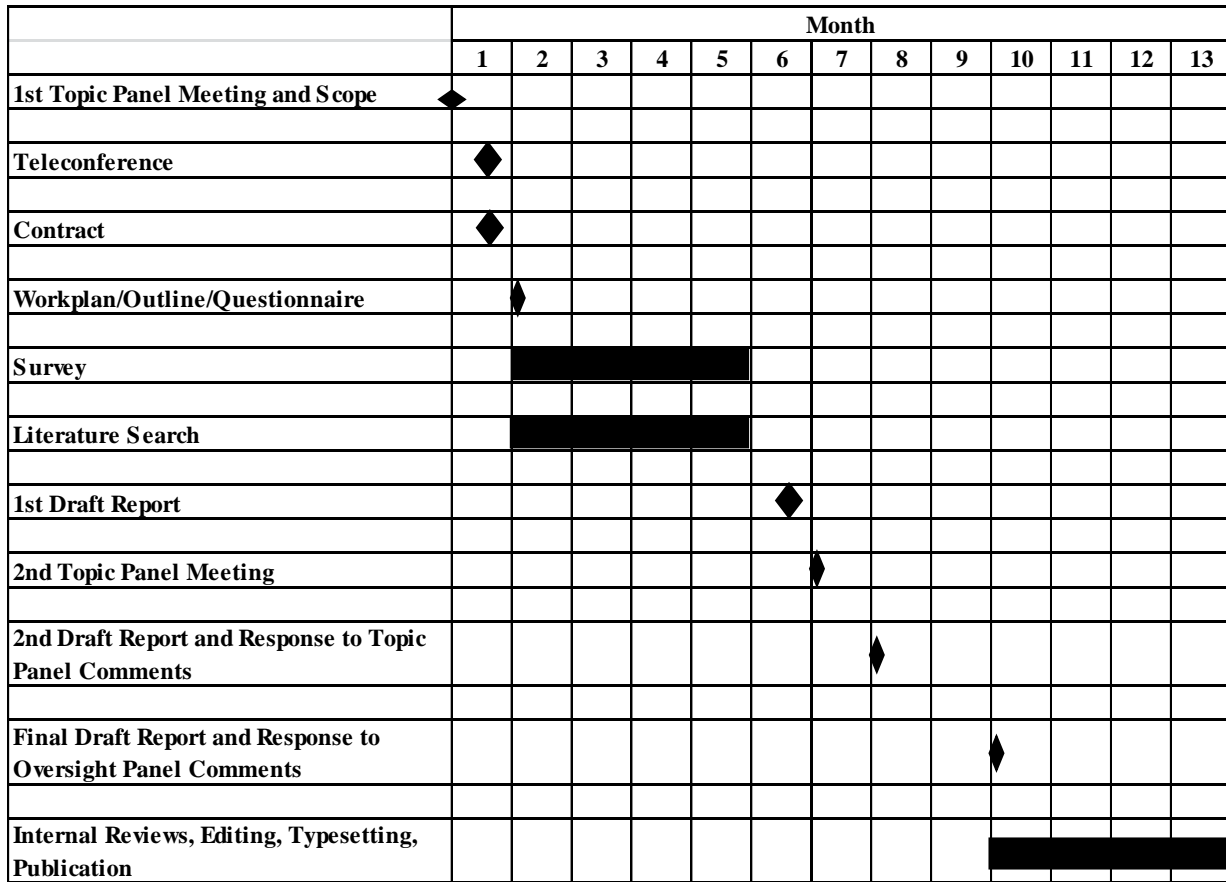 Month
1 2 3 4 5 6 7 8 9 10 11 12 13
1st Topic Panel Meeting and Scope
Teleconference
Contract
Workplan/Outline/Questionnaire
Survey
Literature Search
1st Draft Report
2nd Topic Panel Meeting
2nd Draft Report and Response to Topic
Panel Comments
Final Draft Report and Response to
Oversight Panel Comments
Internal Reviews, Editing, Typesetting,
Publication